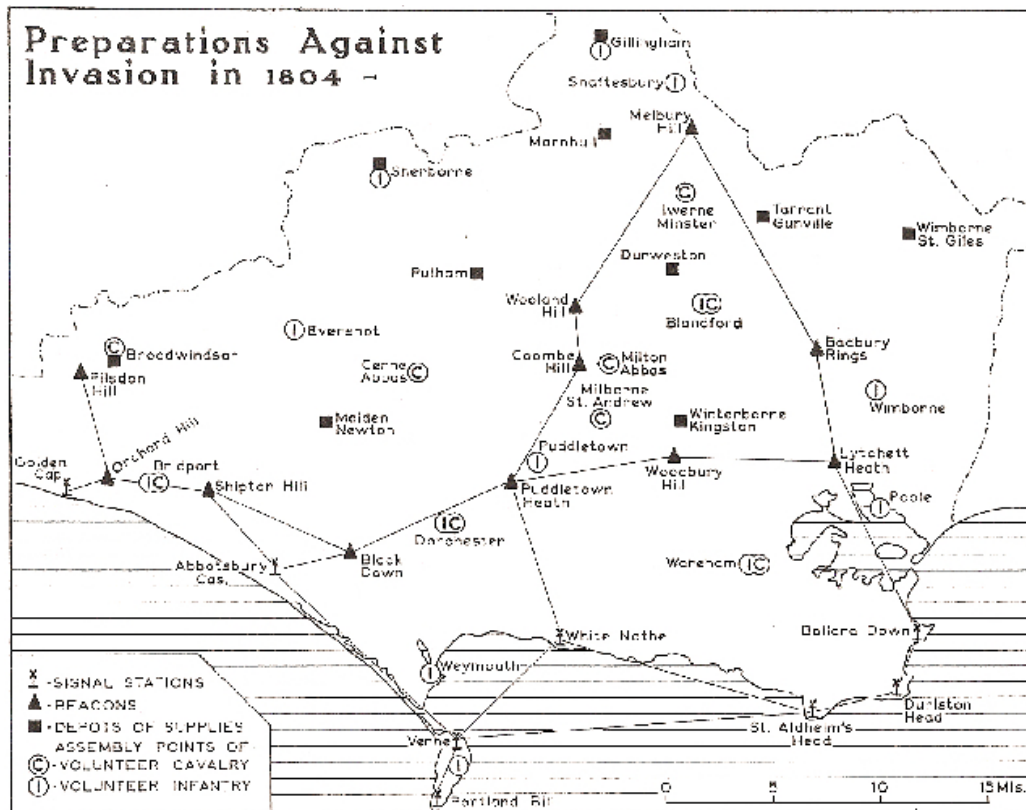 Preparations Against
Invasion in 1804 -
Gillingham
Shaftesbury
Melbury
Hill
Marnhull
Sherborne
Iwerne
Minster
Tarrant
Gunville
Wimborne
St. Giles
Durweston
Pulham
Wooland
Hill
Blandford
Evershot
Badbury
Rings
Broadwindsor
Coombe
Hill
Milton
Abbas
Cerne
Abbas
Pilsdon
Hill
Milborne
St. Andrew
Wimborne
Maiden
Newton
Winterborne
Kingston
Orchard Hill
Puddletown
Golden
Cap
Bridport
Lytchett
Heath
Shipton Hill
Woodbury
Hill
Puddletown
Heath
Poole
Dorchester
Black
Down
Abbotsbury
Cas.
Wareham
White Nothe
Ballard Down
Weymouth
Durlston
Head
St. Aldheim's
Head
Verne
Portland Bill
-SIGNAL STATIONS
-BEACONS
-DEPOTS OF SUPPLIES
ASSEMBLY POINTS OF-
C -VOLUNTEER CAVALRY
I -VOLUNTEER INFANTRY
0 5 10 15 Mls.